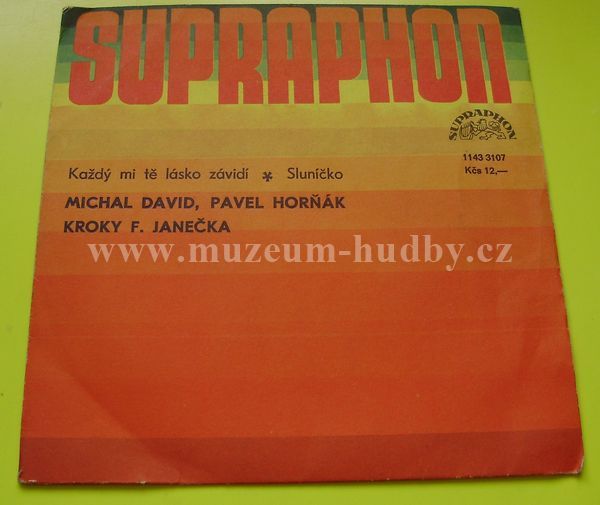 SUPRAPHON
SUPRAPHON
1143 3107
Kčs 12,—
Každý mi tě lásko závidí * Sluníčko
MICHAL DAVID, PAVEL HORŇÁK
KROKY F. JANEČKA
www.muzeum-hudby.cz